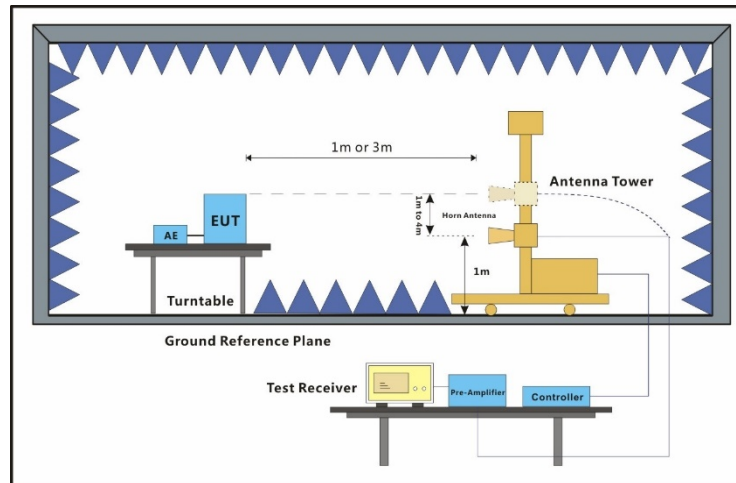 1m or 3m
Antenna Tower
1m to 4m
Horn Antenna
EUT
AE
1m
Turntable
Ground Reference Plane
Test Receiver
Pre-Amplifier
Controller